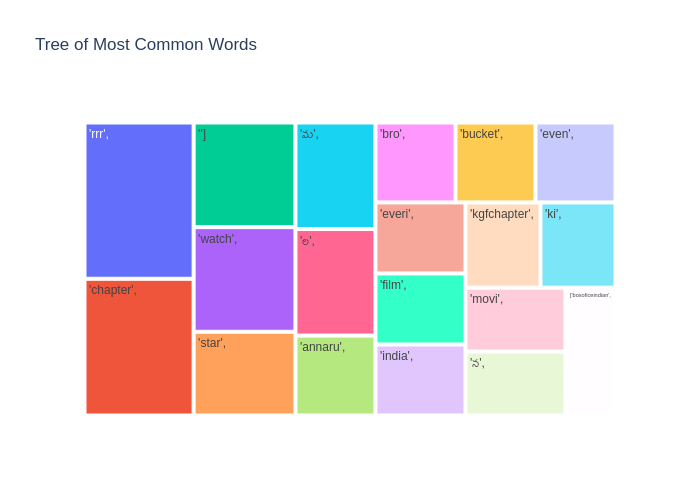 Tree of Most Common Words
'rrr',
'chapter',
'']
'watch',
'star',
'ల',
'annaru',
'bro',
'bucket',
'even',
'everi',
'kgfchapter',
'ki',
'film',
'movi',
'india',
'న',
['boxofficeindian',